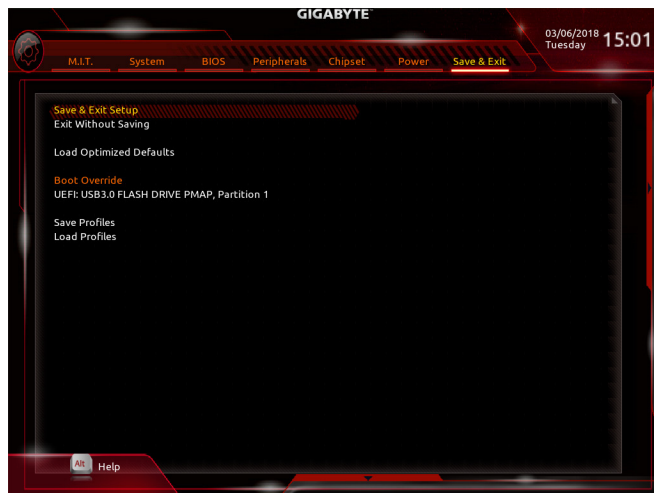 GIGABYTE™
03/06/2018 15:01
Tuesday
M.I.T. System BIOS Peripherals Chipset Power Save & Exit
Save & Exit Setup
Exit Without Saving
Load Optimized Defaults
Boot Override
UEFI: USB3.0 FLASH DRIVE PMAP, Partition 1
Save Profiles
Load Profiles
Alt Help